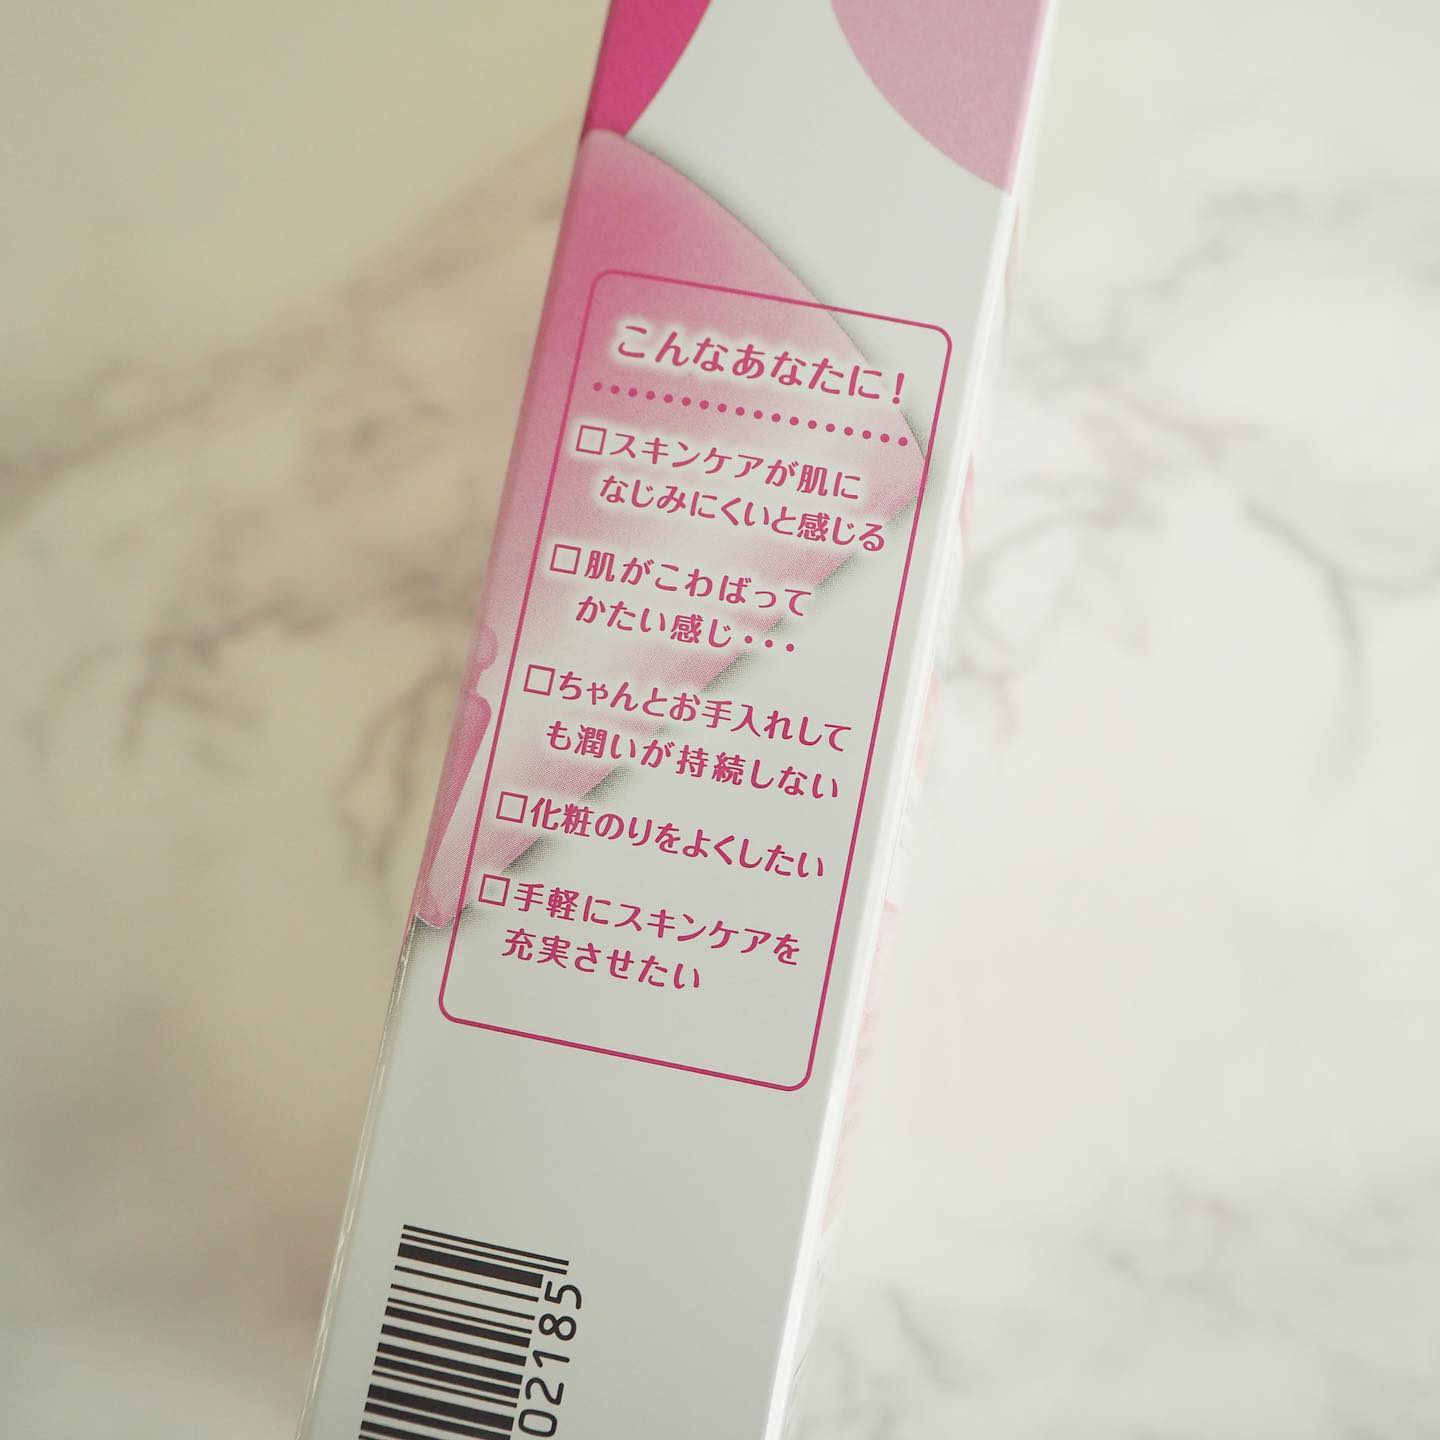 こんなあなたに!
□スキンケアが肌に
なじみにくいと感じる
□肌がこわばって
かたい感じ・・・
□ちゃんとお手入れして
も潤いが持続しない
□化粧のりをよくしたい
□手軽にスキンケアを
充実させたい
02185